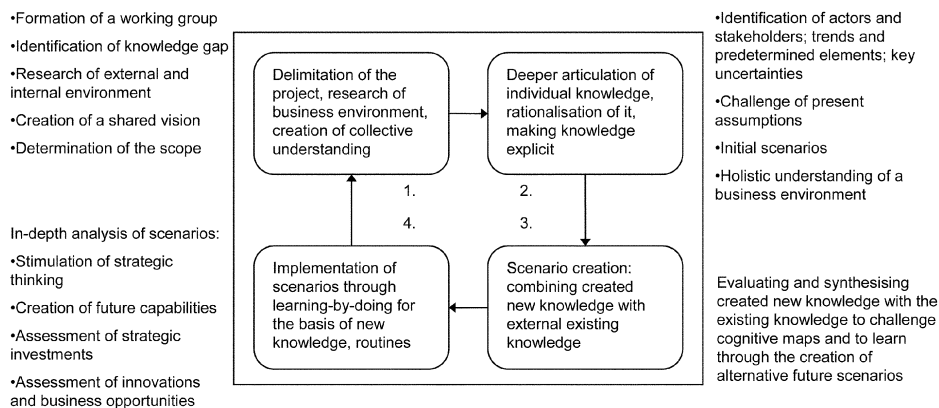 •Formation of a working group
•Identification of knowledge gap
•Research of external and
internal environment
•Creation of a shared vision
•Determination of the scope
Delimitation of the
project, research of
business environment,
creation of collective
understanding
Deeper articulation of
individual knowledge,
rationalisation of it,
making knowledge
explicit
•Identification of actors and
stakeholders; trends and
predetermined elements; key
uncertainties
•Challenge of present
assumptions
•Initial scenarios
•Holistic understanding of a
business environment
1.
2.
4.
3.
In-depth analysis of scenarios:
•Stimulation of strategic
thinking
•Creation of future capabilities
•Assessment of strategic
investments
•Assessment of innovations
and business opportunities
Implementation of
scenarios through
learning-by-doing for
the basis of new
knowledge, routines
Scenario creation:
combining created
new knowledge with
external existing
knowledge
Evaluating and synthesising
created new knowledge with the
existing knowledge to challenge
cognitive maps and to learn
through the creation of
alternative future scenarios